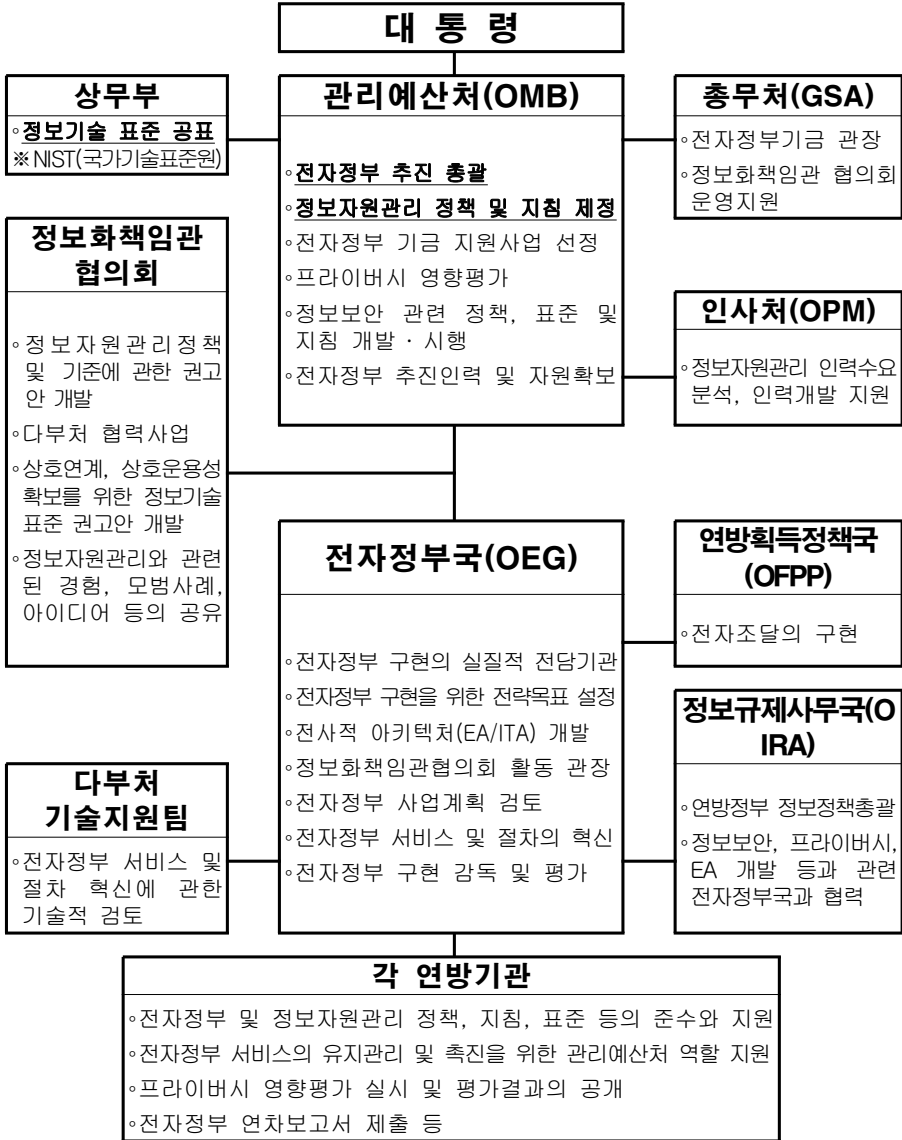 대 통 령
상무부
◦정보기술 표준 공표
※NIST(국가기술표준원)
관리예산처(OMB)
◦전자정부 추진 총괄
◦정보자원관리 정책 및 지침 제정
◦전자정부 기금 지원사업 선정
◦프라이버시 영향평가
◦정보보안 관련 정책, 표준 및
지침 개발 · 시행
◦전자정부 추진인력 및 자원확보
총무처(GSA)
◦전자정부기금 관장
◦정보화책임관 협의회
운영지원
정보화책임관
협의회
◦정보자원관리정책
및 기준에 관한 권고
안 개발
◦다부처 협력사업
◦상호연계, 상호운용성
확보를 위한 정보기술
표준 권고안 개발
◦정보자원관리와 관련
된 경험, 모범사례,
아이디어 등의 공유
인사처(OPM)
◦정보자원관리 인력수요
분석, 인력개발 지원
전자정부국(OEG)
◦전자정부 구현의 실질적 전담기관
◦전자정부 구현을 위한 전략목표 설정
◦전사적 아키텍처(EA/ITA) 개발
◦정보화책임관협의회 활동 관장
◦전자정부 사업계획 검토
◦전자정부 서비스 및 절차의 혁신
◦전자정부 구현 감독 및 평가
연방획득정책국
(OFPP)
◦전자조달의 구현
정보규제사무국(O
IRA)
◦연방정부 정보정책총괄
◦정보보안, 프라이버시,
EA 개발 등과 관련
전자정부국과 협력
다부처
기술지원팀
◦전자정부 서비스 및
절차 혁신에 관한
기술적 검토
각 연방기관
◦전자정부 및 정보자원관리 정책, 지침, 표준 등의 준수와 지원
◦전자정부 서비스의 유지관리 및 촉진을 위한 관리예산처 역할 지원
◦프라이버시 영향평가 실시 및 평가결과의 공개
◦전자정부 연차보고서 제출 등